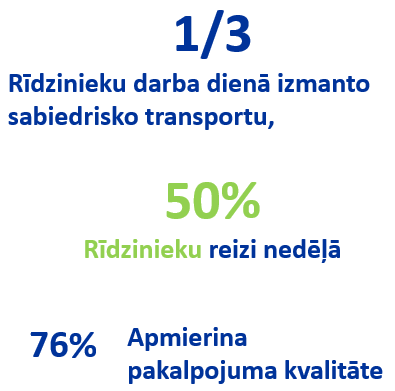 1/3
Rīdzinieku darba dienā izmanto
sabiedrisko transportu,
50%
Rīdzinieku reizi nedēļā
76% Apmierina
pakalpojuma kvalitāte